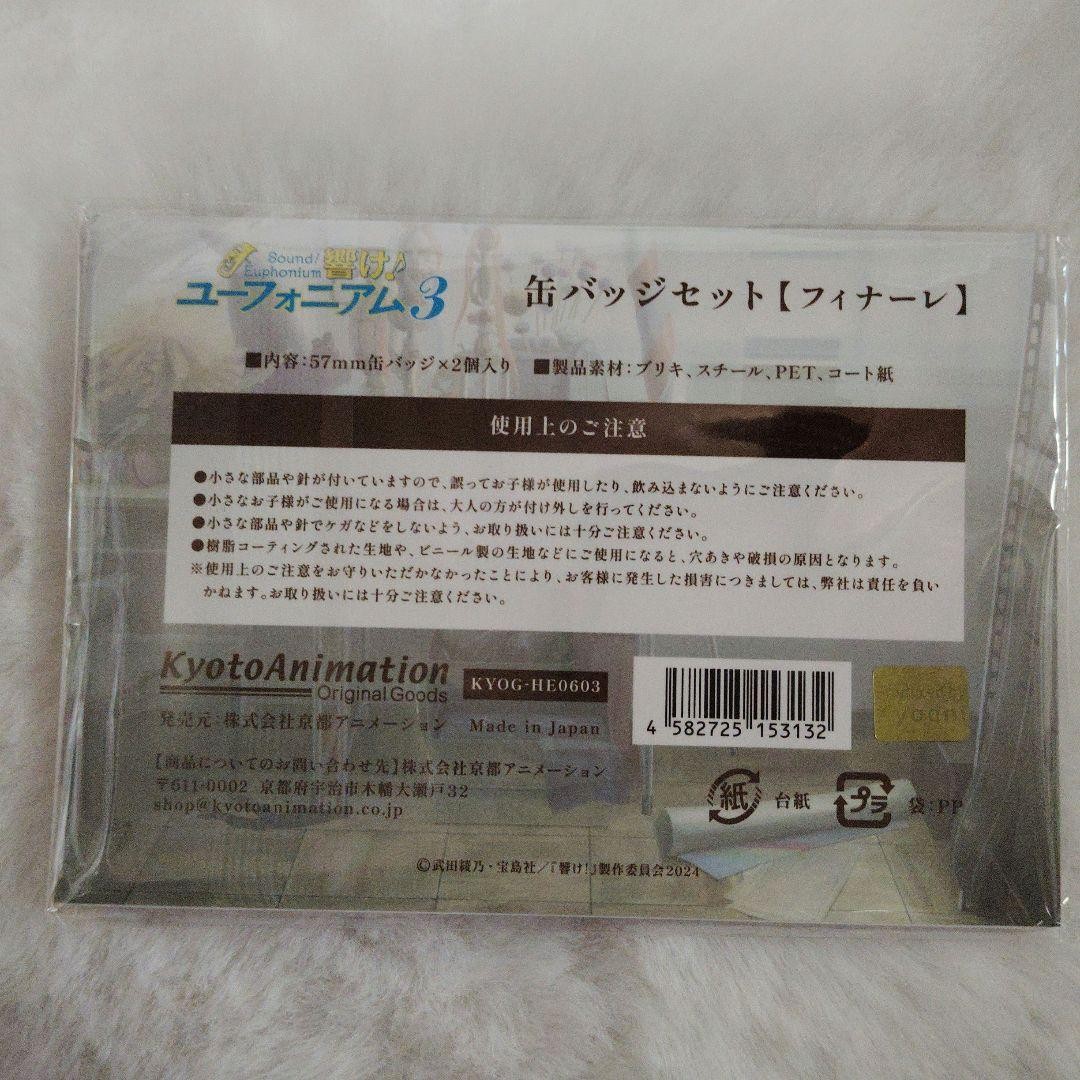 Sound!
Euphonium
響け!
ユーフォニアム3
缶バッジセット【フィナーレ】
■内容:57mm缶バッジ×2個入り ■製品素材:ブリキ、スチール、PET、コート紙
使用上のご注意
●小さな部品や針が付いていますので、誤ってお子様が使用したり、飲み込まないようにご注意ください。
●小さなお子様がご使用になる場合は、大人の方が付け外しを行ってください。
●小さな部品や針でケガなどをしないよう、お取り扱いには十分ご注意ください。
●樹脂コーティングされた生地や、ビニール製の生地などにご使用になると、穴あきや破損の原因となります。
※使用上のご注意をお守りいただかなかったことにより、お客様に発生した損害につきましては、弊社は責任を負い
かねます。お取り扱いには十分ご注意ください。
KyotoAnimation
Original Goods
KYOG-HE0603
発売元:株式会社京都アニメーション Made in Japan
4 582725 153132
【商品についてのお問い合わせ先】株式会社京都アニメーション
〒611-0002 京都府宇治市木幡大瀬戸32
shop@kyotoanimation.co.jp
紙 台紙 プラ 袋:PP
©武田綾乃・宝島社/『響け!』製作委員会2024